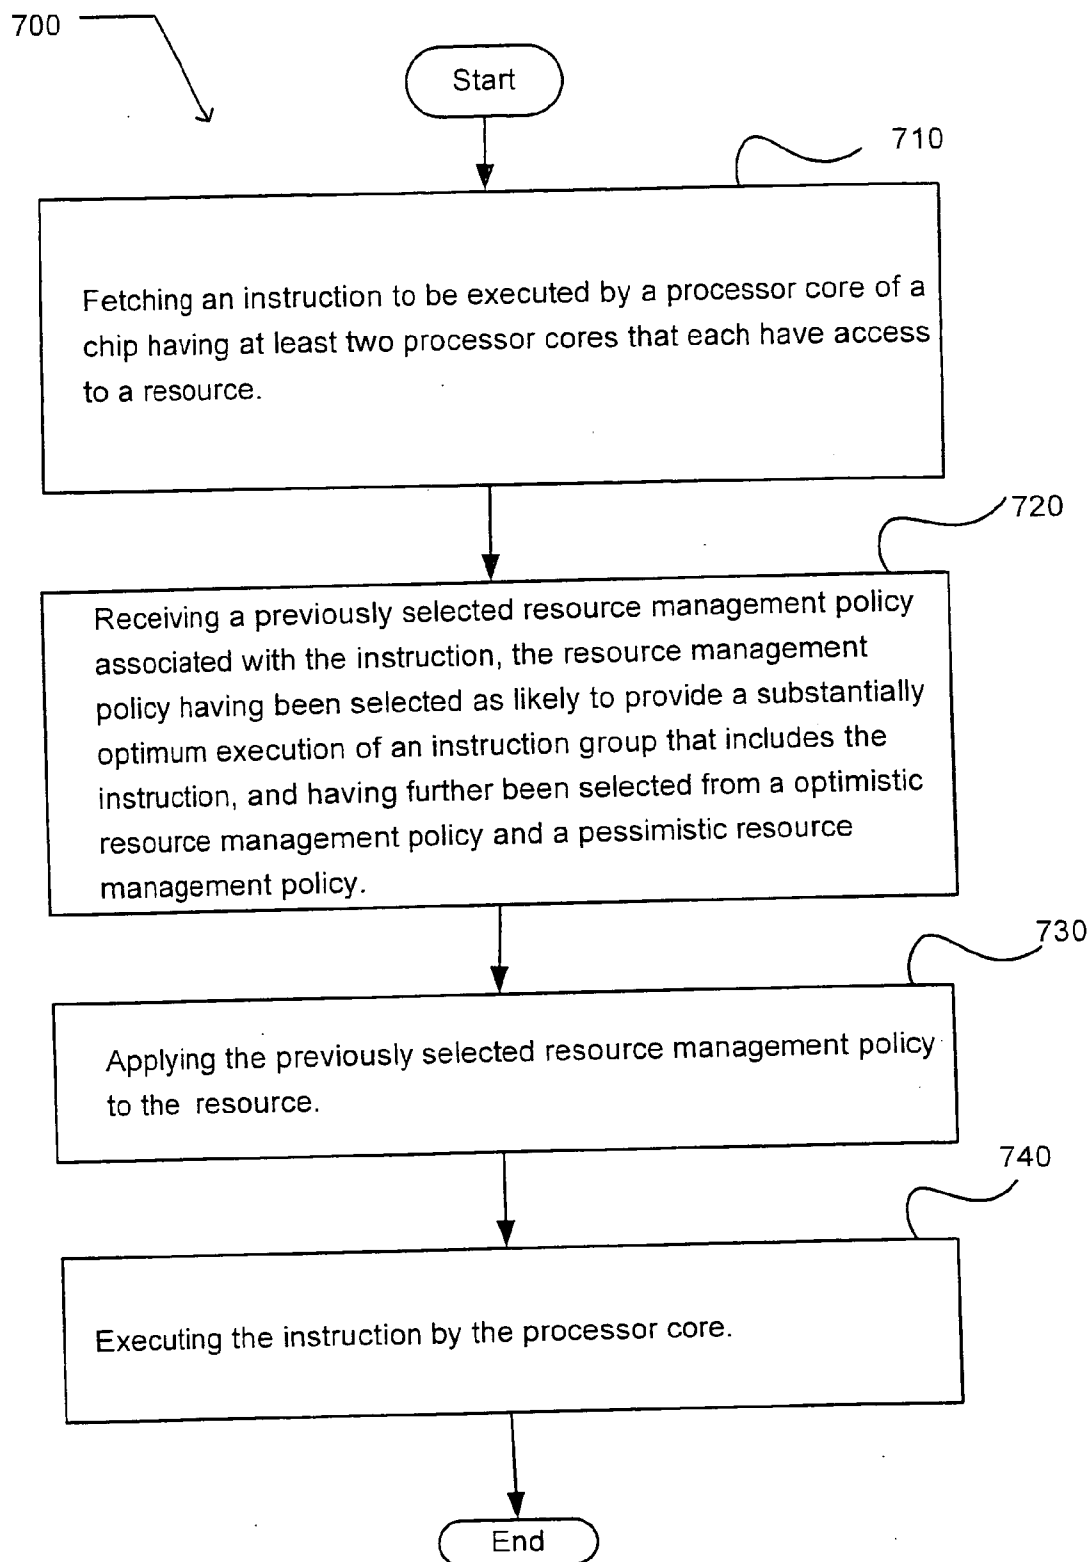 700
Start
710
Fetching an instruction to be executed by a processor core of a
chip having at least two processor cores that each have access
to a resource.
720
Receiving a previously selected resource management policy
associated with the instruction, the resource management
policy having been selected as likely to provide a substantially
optimum execution of an instruction group that includes the
instruction, and having further been selected from a optimistic
resource management policy and a pessimistic resource
management policy.
730
Applying the previously selected resource management policy
to the resource.
740
Executing the instruction by the processor core.
End